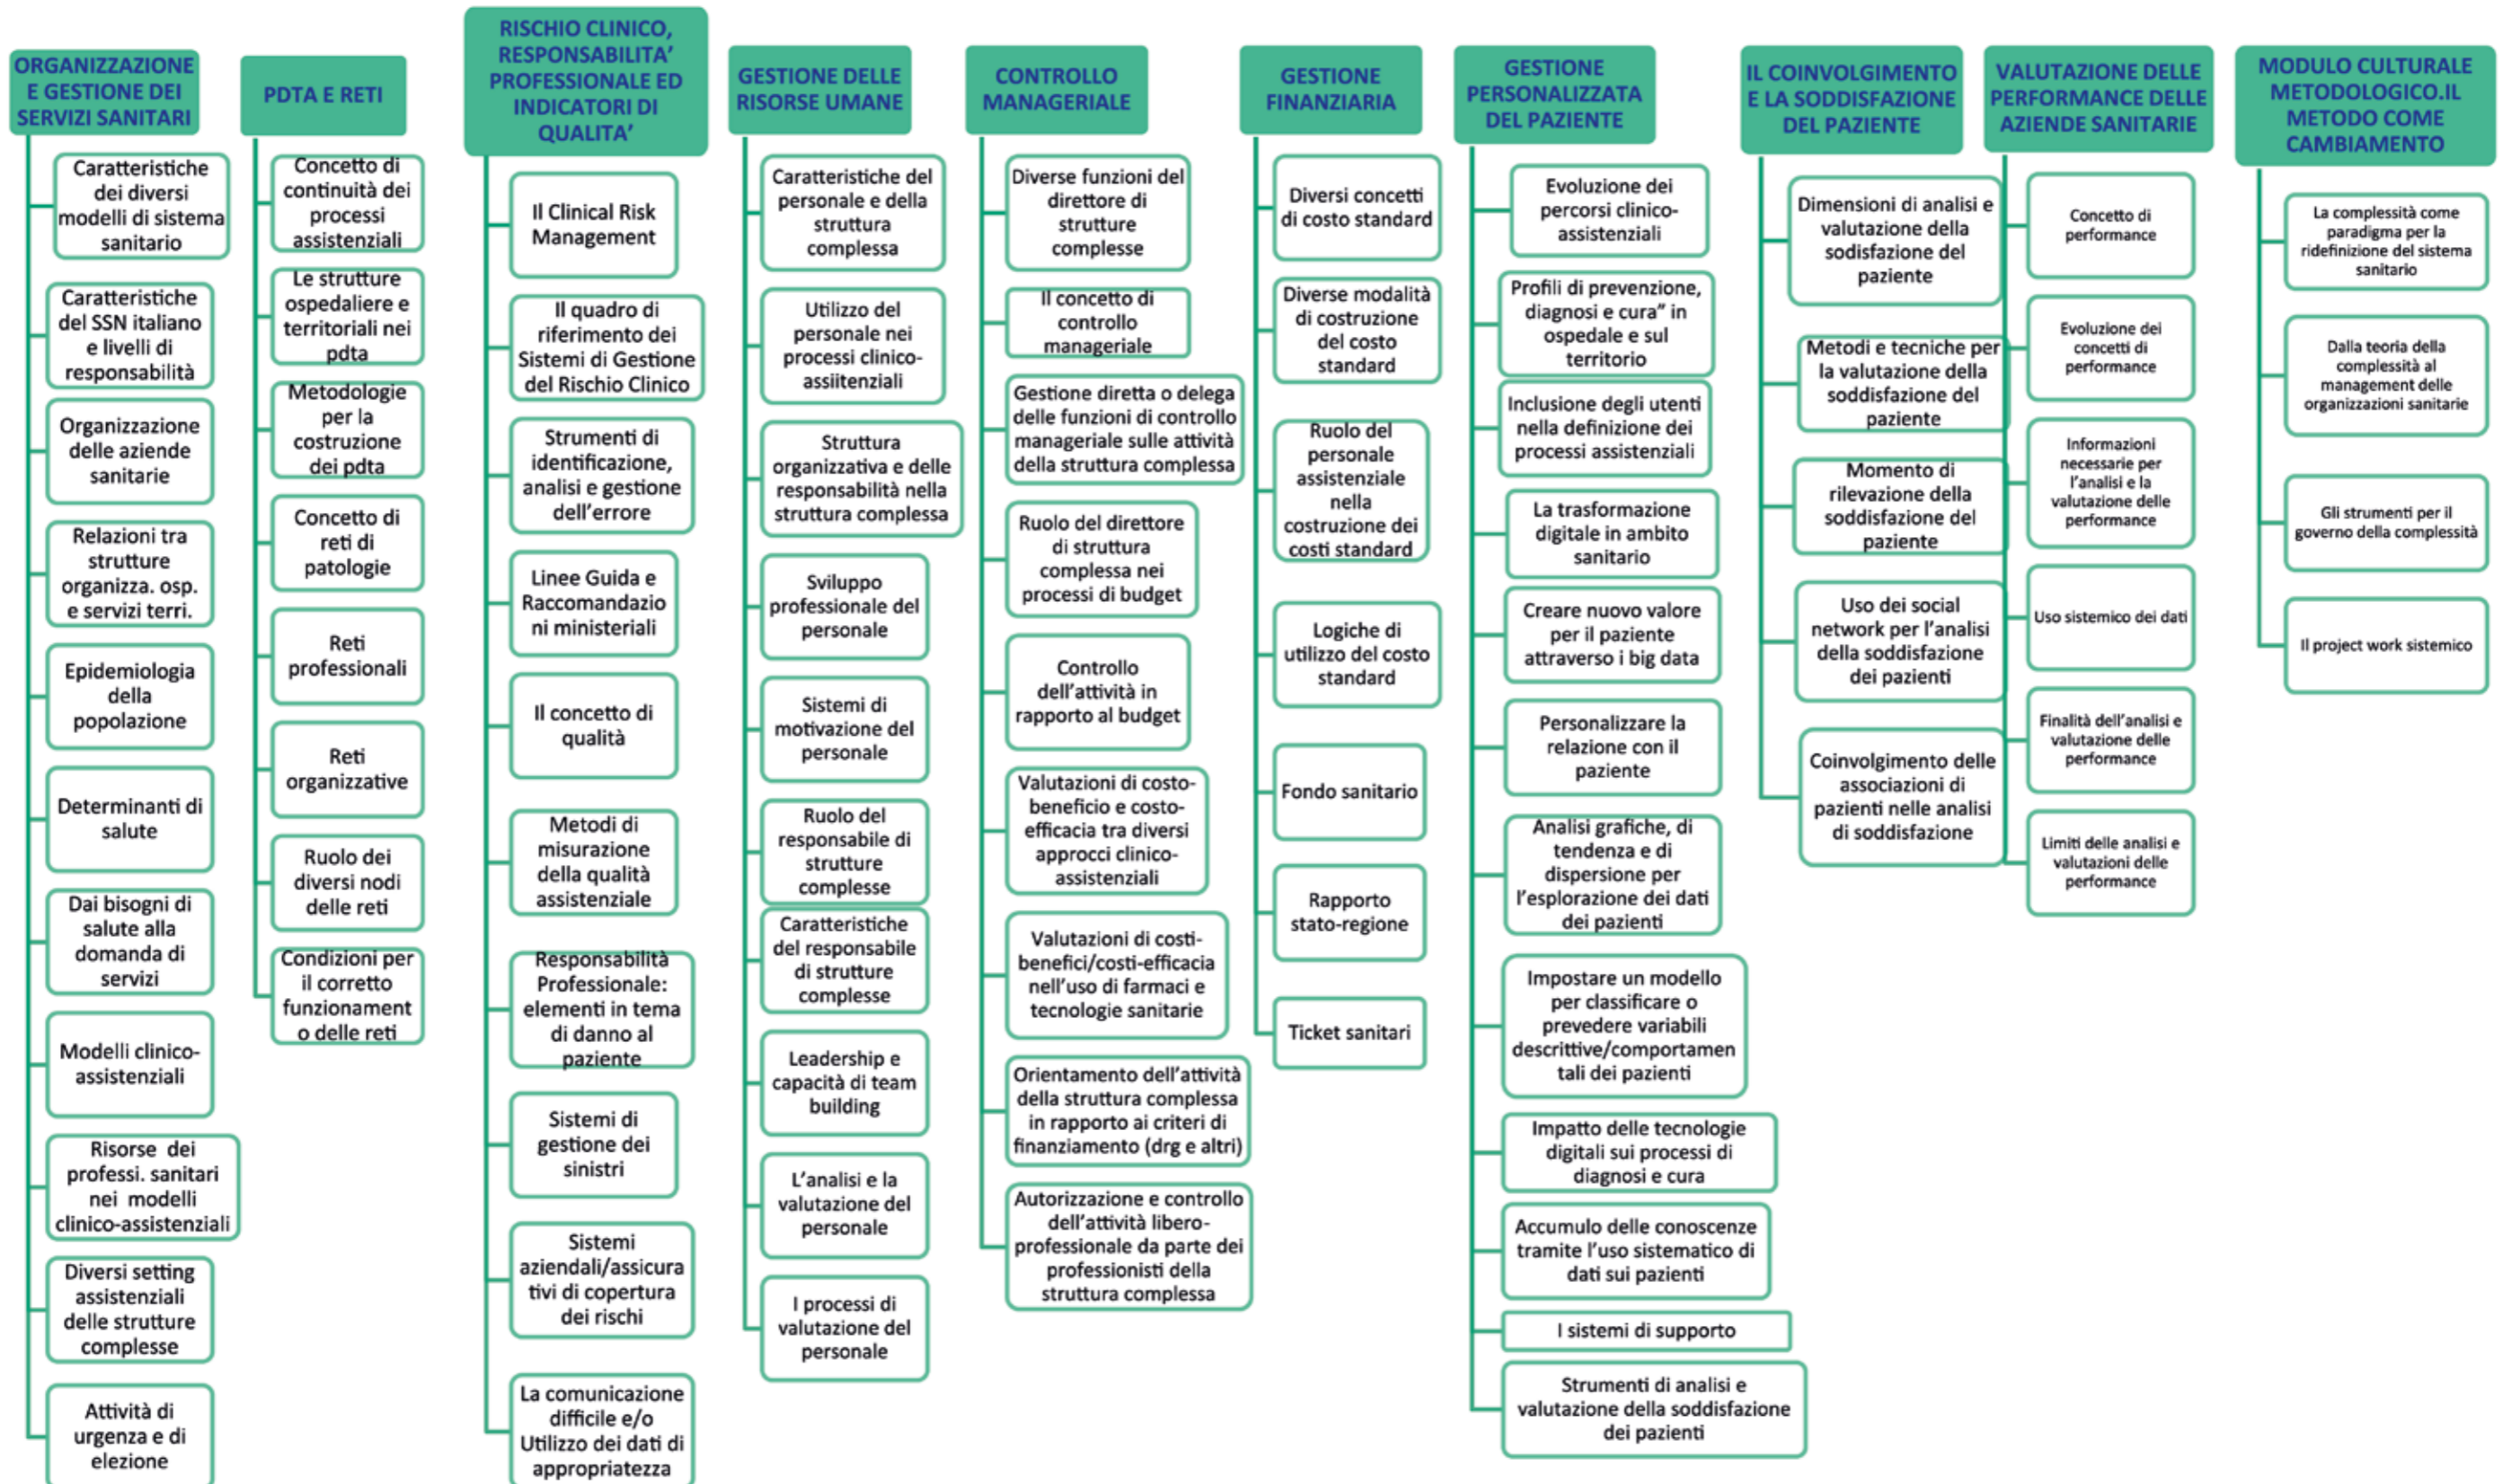 ORGANIZZAZIONE
E GESTIONE DEI
SERVIZI SANITARI
Caratteristiche
dei diversi
modelli di sistema
sanitario
Caratteristiche
del SSN italiano
e livelli di
responsabilità
Organizzazione
delle aziende
sanitarie
Relazioni tra
strutture
organizza. osp.
e servizi terri.
Epidemiologia
della
popolazione
Determinanti di
salute
Dai bisogni di
salute alla
domanda di
servizi
Modelli clinico-
assistenziali
Risorse dei
professi. sanitari
nei modelli
clinico-assistenziali
Diversi setting
assistenziali
delle strutture
complesse
Attività di
urgenza e di
elezione
PDTA E RETI
Concetto di
continuità dei
processi
assistenziali
Le strutture
ospedaliere e
territoriali nei
pdta
Metodologie
per la
costruzione
dei pdta
Concetto di
reti di
patologie
Reti
professionali
Reti
organizzative
Ruolo dei
diversi nodi
delle reti
Condizioni per
il corretto
funzionament
o delle reti
RISCHIO CLINICO,
RESPONSABILITA'
PROFESSIONALE ED
INDICATORI DI
QUALITA'
Il Clinical Risk
Management
Il quadro di
riferimento dei
Sistemi di Gestione
del Rischio Clinico
Strumenti di
identificazione,
analisi e gestione
dell'errore
Linee Guida e
Raccomandazio
ni ministeriali
Il concetto di
qualità
Metodi di
misurazione
della qualità
assistenziale
Responsabilità
Professionale:
elementi in tema
di danno al
paziente
Sistemi di
gestione dei
sinistri
Sistemi
aziendali/assicura
tivi di copertura
dei rischi
La comunicazione
difficile e/o
Utilizzo dei dati di
appropriatezza
GESTIONE DELLE
RISORSE UMANE
Caratteristiche del
personale e della
struttura
complessa
Utilizzo del
personale nei
processi clinico-
assiitenziali
Struttura
organizzativa e delle
responsabilità nella
struttura complessa
Sviluppo
professionale del
personale
Sistemi di
motivazione del
personale
Ruolo del
responsabile di
strutture
complesse
Caratteristiche
del responsabile
di strutture
complesse
Leadership e
capacità di team
building
L'analisi e la
valutazione del
personale
I processi di
valutazione del
personale
CONTROLLO
MANAGERIALE
Diverse funzioni del
direttore di
strutture
complesse
Il concetto di
controllo
manageriale
Gestione diretta o delega
delle funzioni di controllo
manageriale sulle attività
della struttura complessa
Ruolo del direttore
di struttura
complessa nei
processi di budget
Controllo
dell'attività in
rapporto al budget
Valutazioni di costo-
beneficio e costo-
efficacia tra diversi
approcci clinico-
assistenziali
Valutazioni di costi-
benefici/costi-efficacia
nell'uso di farmaci e
tecnologie sanitarie
Orientamento dell'attività
della struttura complessa
in rapporto ai criteri di
finanziamento (drg e altri)
Autorizzazione e controllo
dell'attività libero-
professionale da parte dei
professionisti della
struttura complessa
GESTIONE
FINANZIARIA
Diversi concetti
di costo standard
Diverse modalità
di costruzione
del costo
standard
Ruolo del
personale
assistenziale
nella
costruzione dei
costi standard
Logiche di
utilizzo del costo
standard
Fondo sanitario
Rapporto
stato-regione
Ticket sanitari
GESTIONE
PERSONALIZZATA
DEL PAZIENTE
Evoluzione dei
percorsi clinico-
assistenziali
Profili di prevenzione,
diagnosi e cura" in
ospedale e sul
territorio
Inclusione degli utenti
nella definizione dei
processi assistenziali
La trasformazione
digitale in ambito
sanitario
Creare nuovo valore
per il paziente
attraverso i big data
Personalizzare la
relazione con il
paziente
Analisi grafiche, di
tendenza e di
dispersione per
l'esplorazione dei dati
dei pazienti
Impostare un modello
per classificare o
prevedere variabili
descrittive/comportamen
tali dei pazienti
Impatto delle tecnologie
digitali sui processi di
diagnosi e cura
Accumulo delle conoscenze
tramite l'uso sistematico di
dati sui pazienti
I sistemi di supporto
Strumenti di analisi e
valutazione della soddisfazione
dei pazienti
IL COINVOLGIMENTO
E LA SODDISFAZIONE
DEL PAZIENTE
Dimensioni di analisi e
valutazione della
sodisfazione del
paziente
Metodi e tecniche per
la valutazione della
soddisfazione del
paziente
Momento di
rilevazione della
soddisfazione del
paziente
Uso dei social
network per l'analisi
della soddisfazione
dei pazienti
Coinvolgimento delle
associazioni di
pazienti nelle analisi
di soddisfazione
VALUTAZIONE DELLE
PERFORMANCE DELLE
AZIENDE SANITARIE
Concetto di
performance
Evoluzione dei
concetti di
performance
Informazioni
necessarie per
l'analisi e la
valutazione delle
performance
Uso sistemico dei dati
Finalità dell'analisi e
valutazione delle
performance
Limiti delle analisi e
valutazioni delle
performance
MODULO CULTURALE
METODOLOGICO.IL
METODO COME
CAMBIAMENTO
La complessità come
paradigma per la
ridefinizione del sistema
sanitario
Dalla teoria della
complessità al
management delle
organizzazioni sanitarie
Gli strumenti per il
governo della complessità
Il project work sistemico